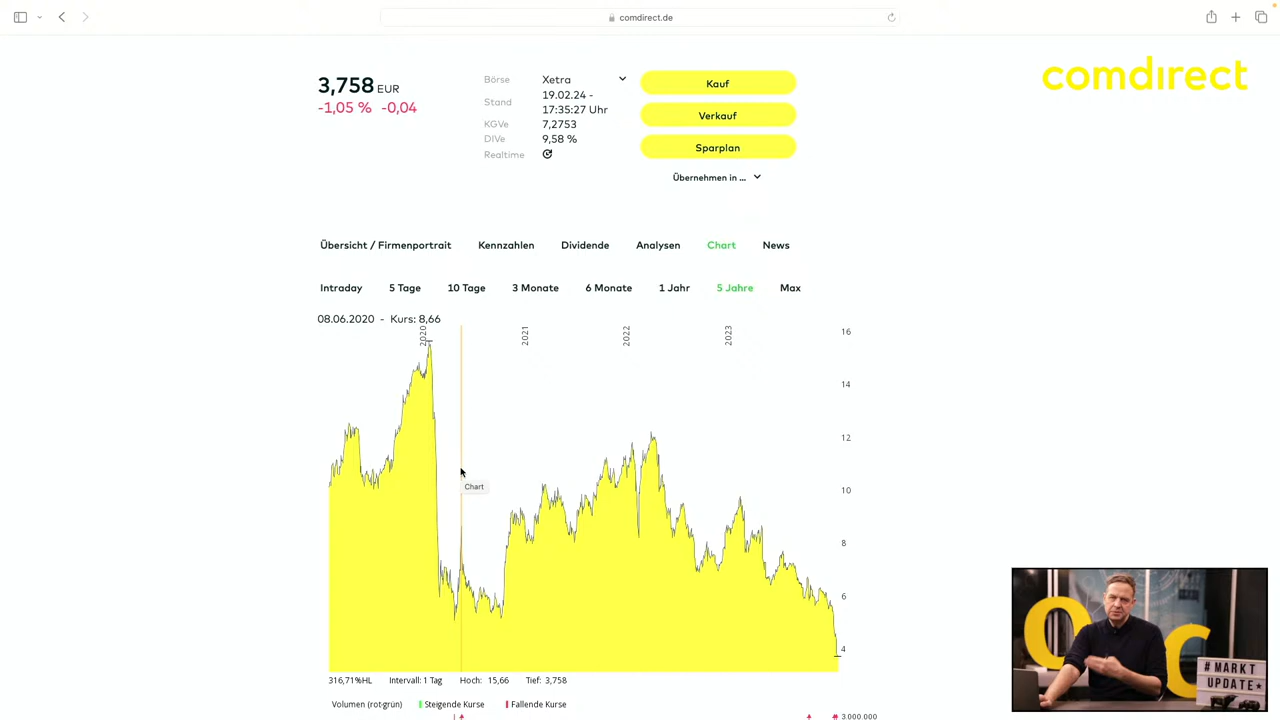 comdirect.de
comdirect
3,758 EUR
-1,05 % -0,04
Börse Xetra
Stand 19.02.24 -
17:35:27 Uhr
KGVe 7,2753
DIVe 9,58 %
Realtime
Kauf
Verkauf
Sparplan
Übernehmen in ...
Übersicht / Firmenportrait Kennzahlen Dividende Analysen Chart News
Intraday 5 Tage 10 Tage 3 Monate 6 Monate 1 Jahr 5 Jahre Max
08.06.2020 - Kurs: 8,66
2020 2021 2022 2023
16
14
12
10
8
6
4
Chart
316,71%HL Intervall: 1 Tag Hoch: 15,66 Tief: 3,758
Volumen (rot-grün) Steigende Kurse Fallende Kurse
3.000.000
# MARKT
UPDATE